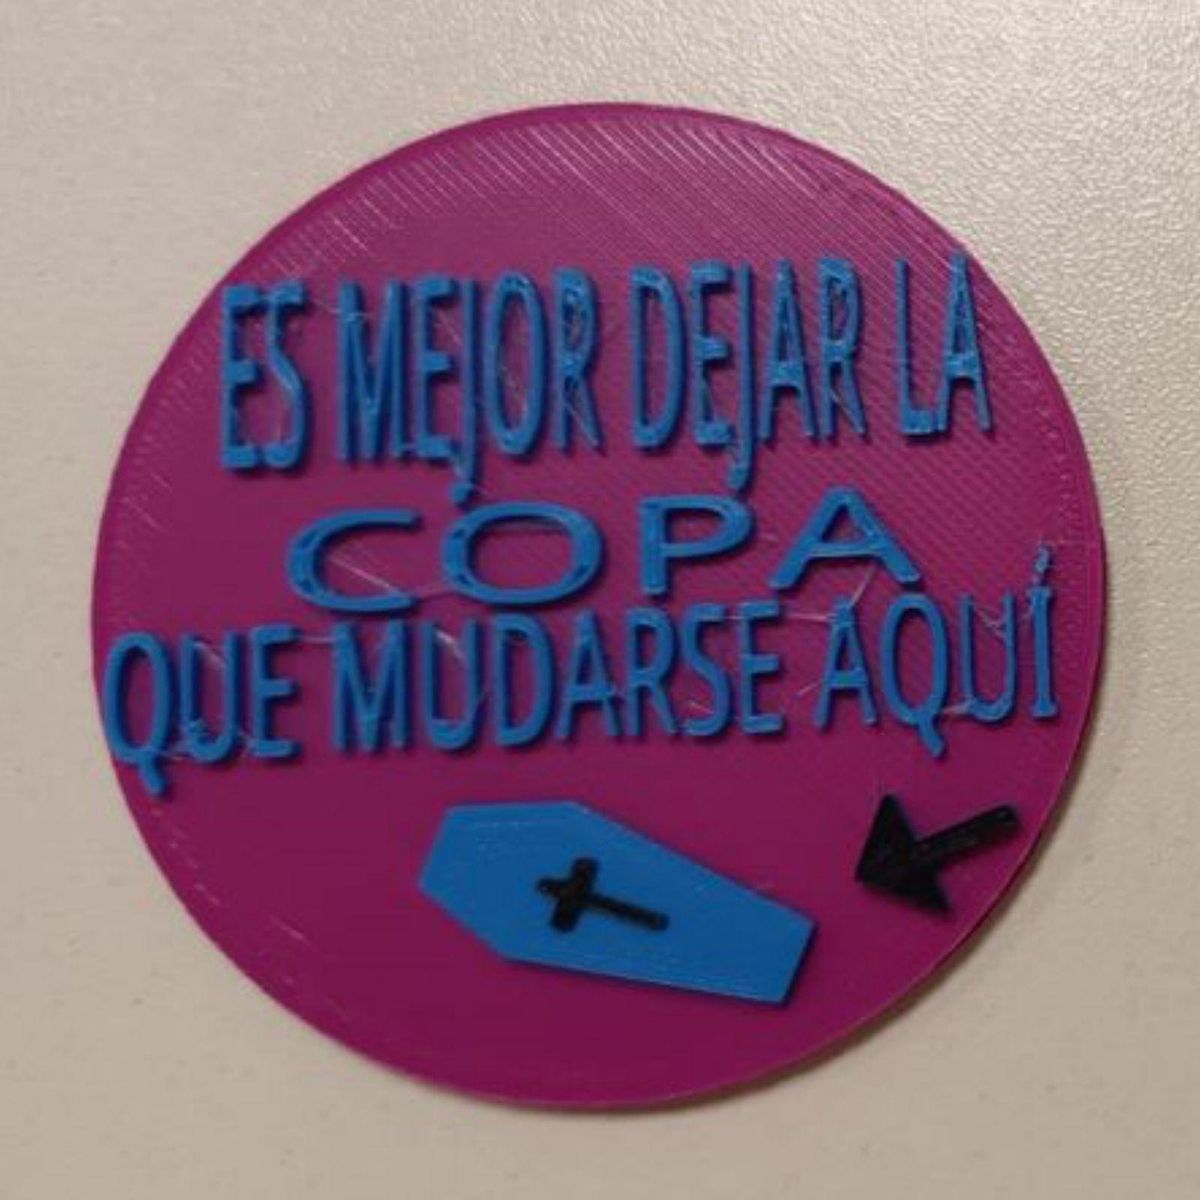 ES MEJOR DEJAR LA
COPA
QUE MUDARSE AQUÍ